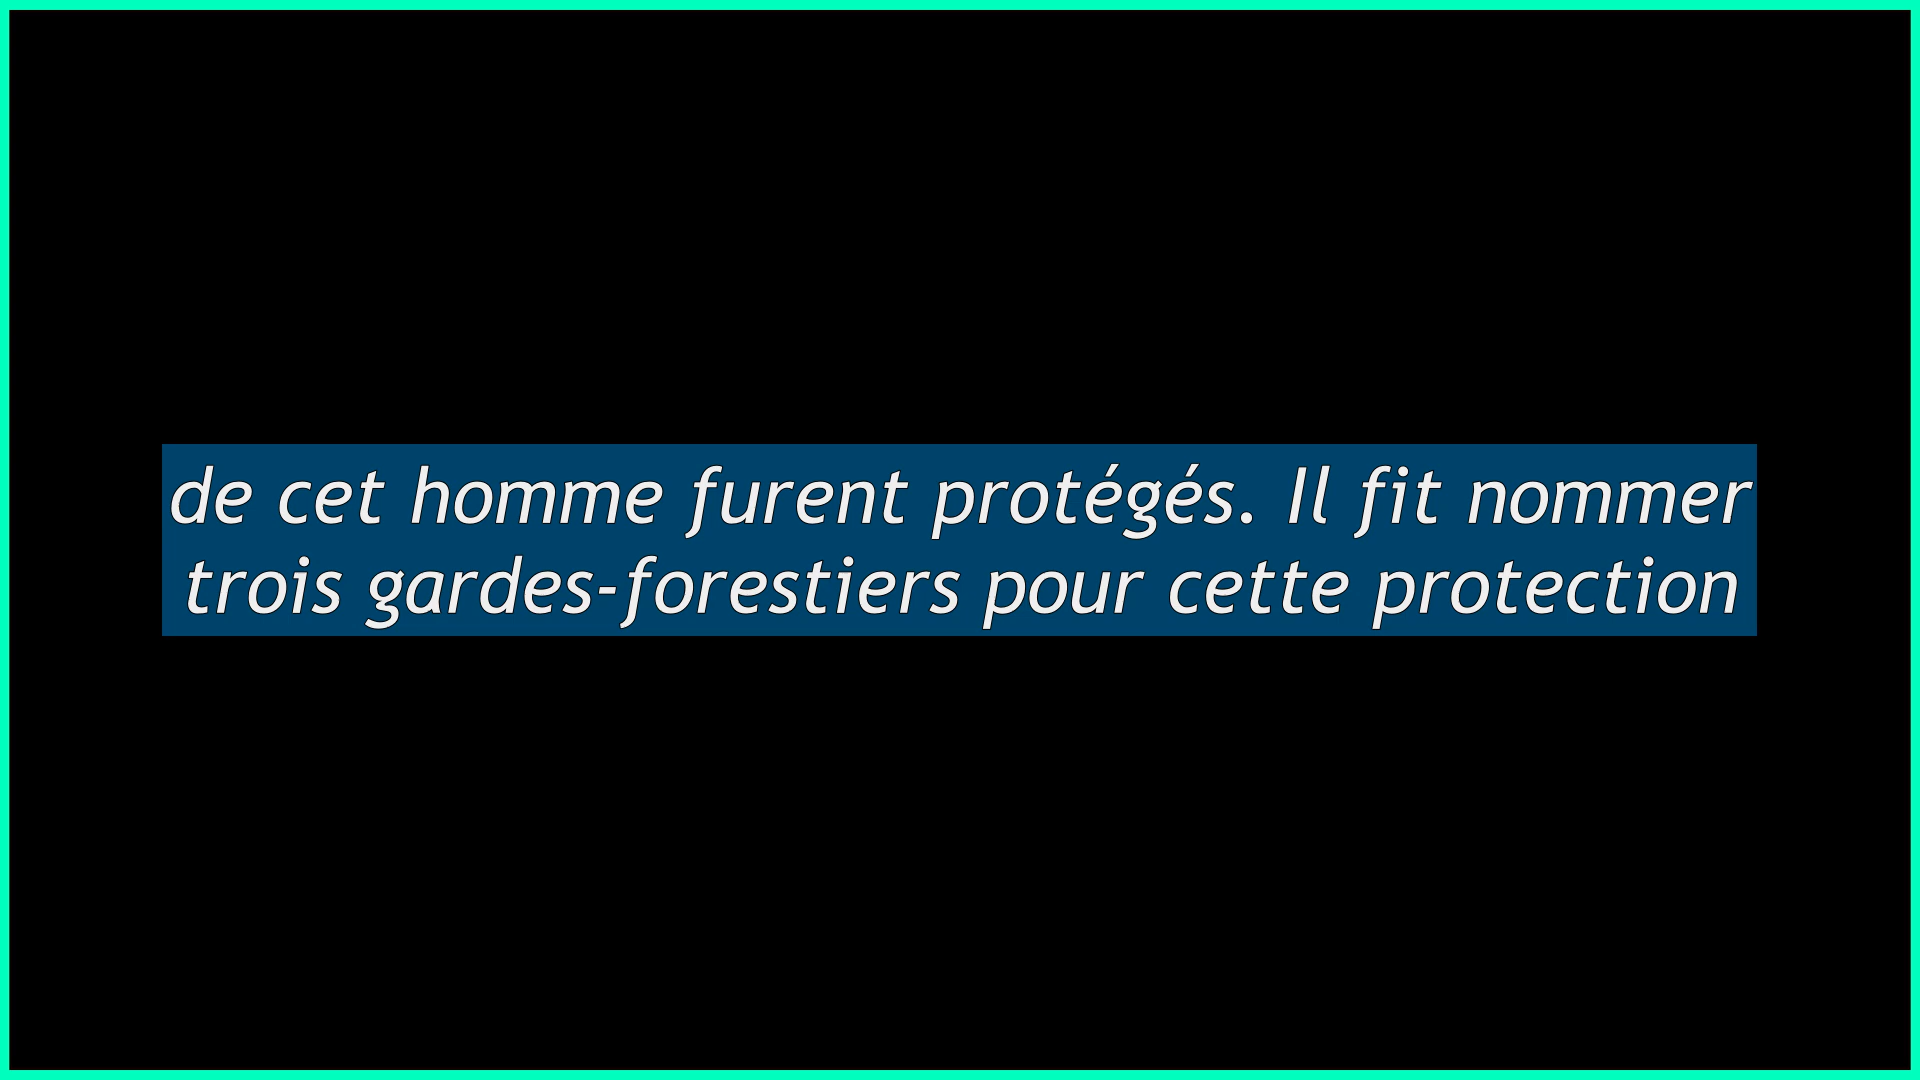 de cet homme furent protégés. Il fit nommer
trois gardes-forestiers pour cette protection